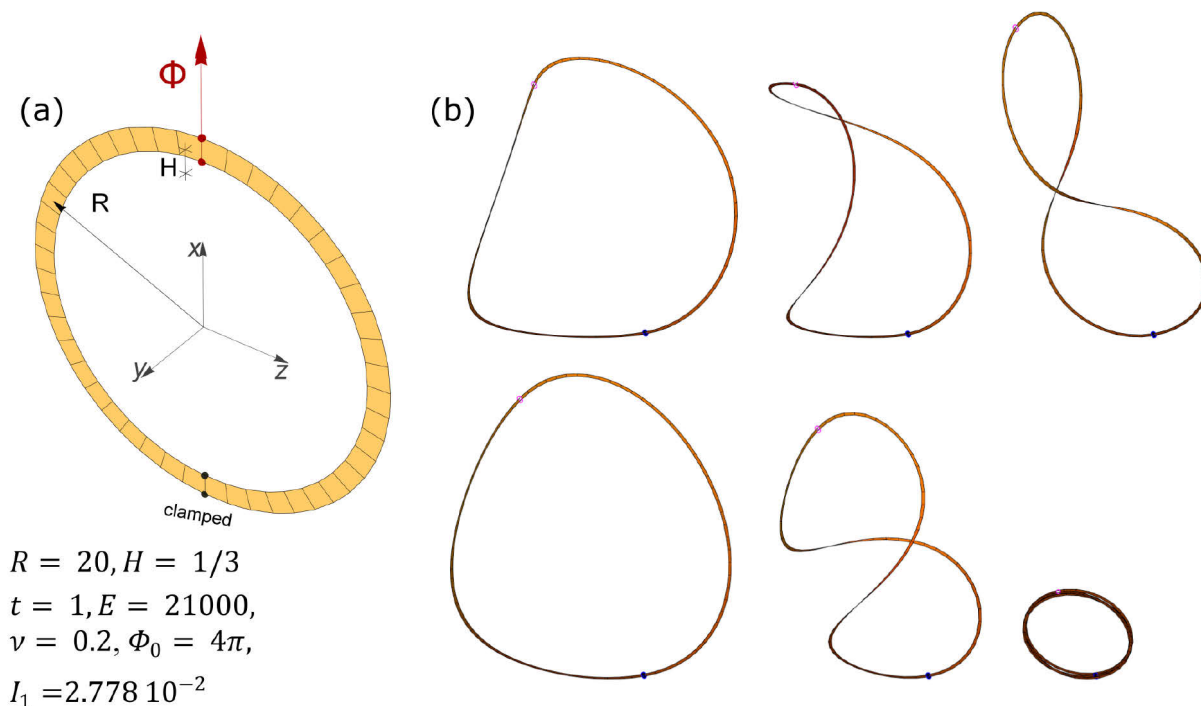 (a)
Φ
H
R
x
y
z
clamped
R = 20, H = 1/3
t = 1, E = 21000,
ν = 0.2, Φ₀ = 4π,
I₁ =2.778 10⁻²
(b)